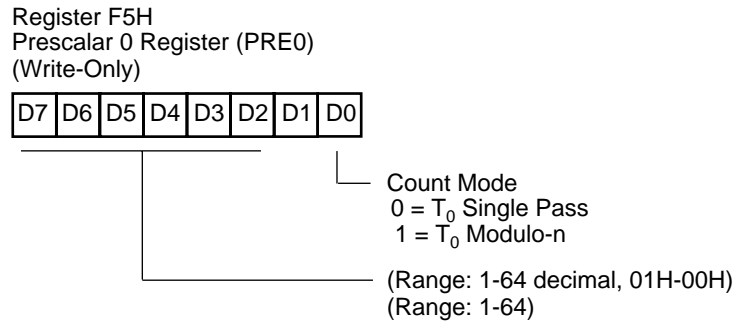 Register F5H
Prescalar 0 Register (PRE0)
(Write-Only)
D7 D6 D5 D4 D3 D2 D1 D0
Count Mode
0 = T0 Single Pass
1 = T0 Modulo-n
(Range: 1-64 decimal, 01H-00H)
(Range: 1-64)